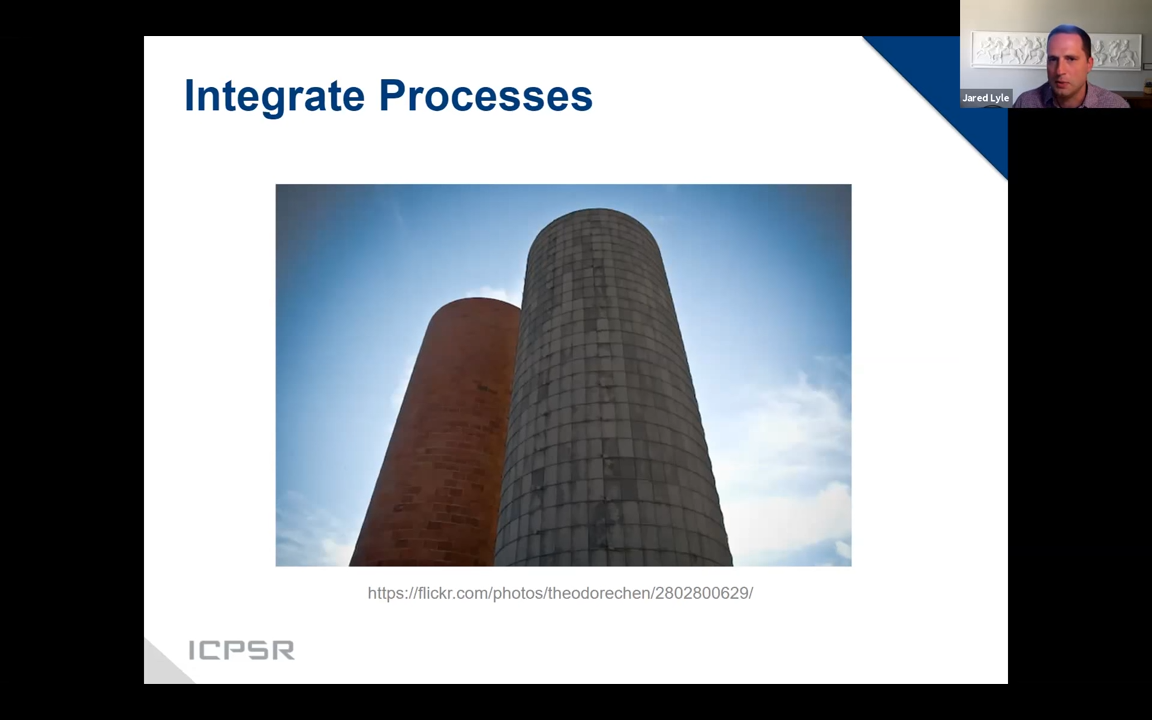 Integrate Processes
Jared Lyle
https://flickr.com/photos/theodorechen/2802800629/
ICPSR